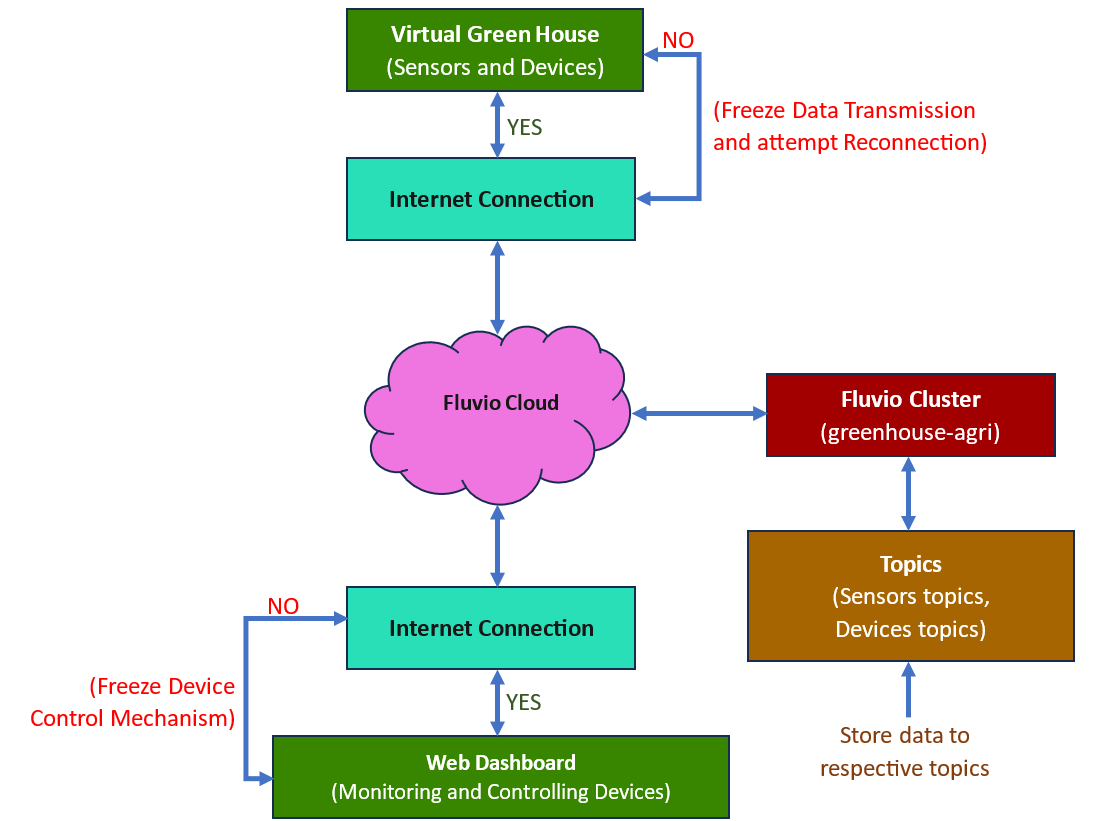 Virtual Green House
(Sensors and Devices)
NO
(Freeze Data Transmission
and attempt Reconnection)
YES
Internet Connection
Fluvio Cloud
Fluvio Cluster
(greenhouse-agri)
Topics
(Sensors topics,
Devices topics)
Store data to
respective topics
Internet Connection
NO
(Freeze Device
Control Mechanism)
YES
Web Dashboard
(Monitoring and Controlling Devices)